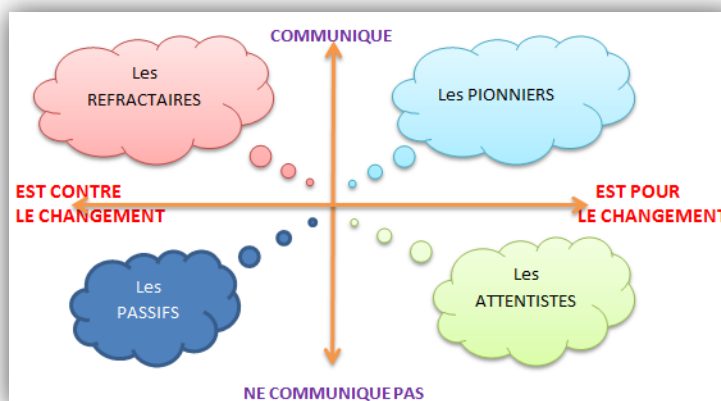 COMMUNIQUE
Les
REFRACTAIRES
Les PIONNIERS
EST CONTRE
LE CHANGEMENT
EST POUR
LE CHANGEMENT
Les
PASSIFS
Les
ATTENTISTES
NE COMMUNIQUE PAS